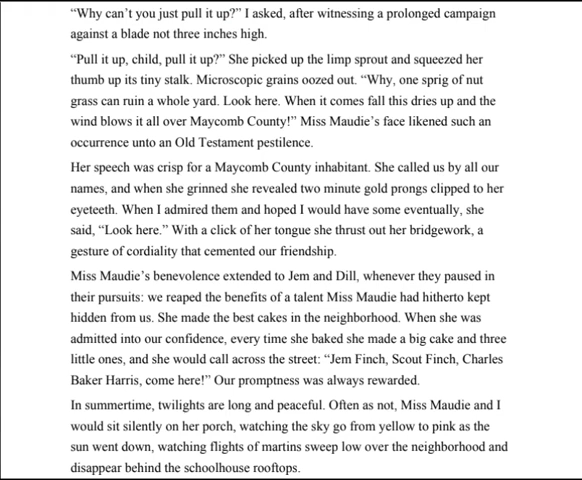 “Why can’t you just pull it up?” I asked, after witnessing a prolonged campaign
against a blade not three inches high.
“Pull it up, child, pull it up?” She picked up the limp sprout and squeezed her
thumb up its tiny stalk. Microscopic grains oozed out. “Why, one sprig of nut
grass can ruin a whole yard. Look here. When it comes fall this dries up and the
wind blows it all over Maycomb County!” Miss Maudie’s face likened such an
occurrence unto an Old Testament pestilence.
Her speech was crisp for a Maycomb County inhabitant. She called us by all our
names, and when she grinned she revealed two minute gold prongs clipped to her
eyeteeth. When I admired them and hoped I would have some eventually, she
said, “Look here.” With a click of her tongue she thrust out her bridgework, a
gesture of cordiality that cemented our friendship.
Miss Maudie’s benevolence extended to Jem and Dill, whenever they paused in
their pursuits: we reaped the benefits of a talent Miss Maudie had hitherto kept
hidden from us. She made the best cakes in the neighborhood. When she was
admitted into our confidence, every time she baked she made a big cake and three
little ones, and she would call across the street: “Jem Finch, Scout Finch, Charles
Baker Harris, come here!” Our promptness was always rewarded.
In summertime, twilights are long and peaceful. Often as not, Miss Maudie and I
would sit silently on her porch, watching the sky go from yellow to pink as the
sun went down, watching flights of martins sweep low over the neighborhood and
disappear behind the schoolhouse rooftops.